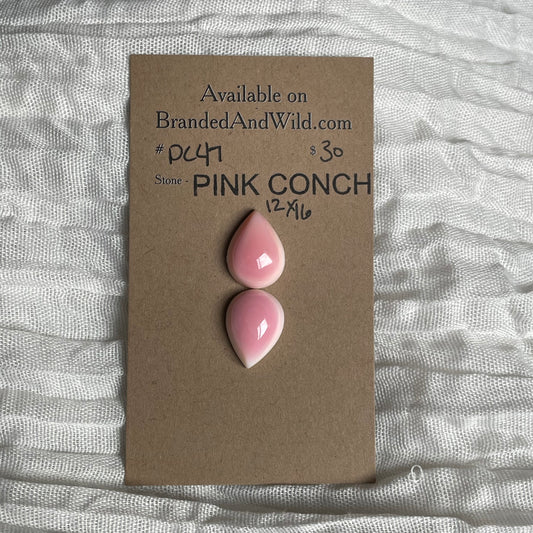 Available on
BrandedAndWild.com
# PC47 $30
Stone - PINK CONCH
12x16